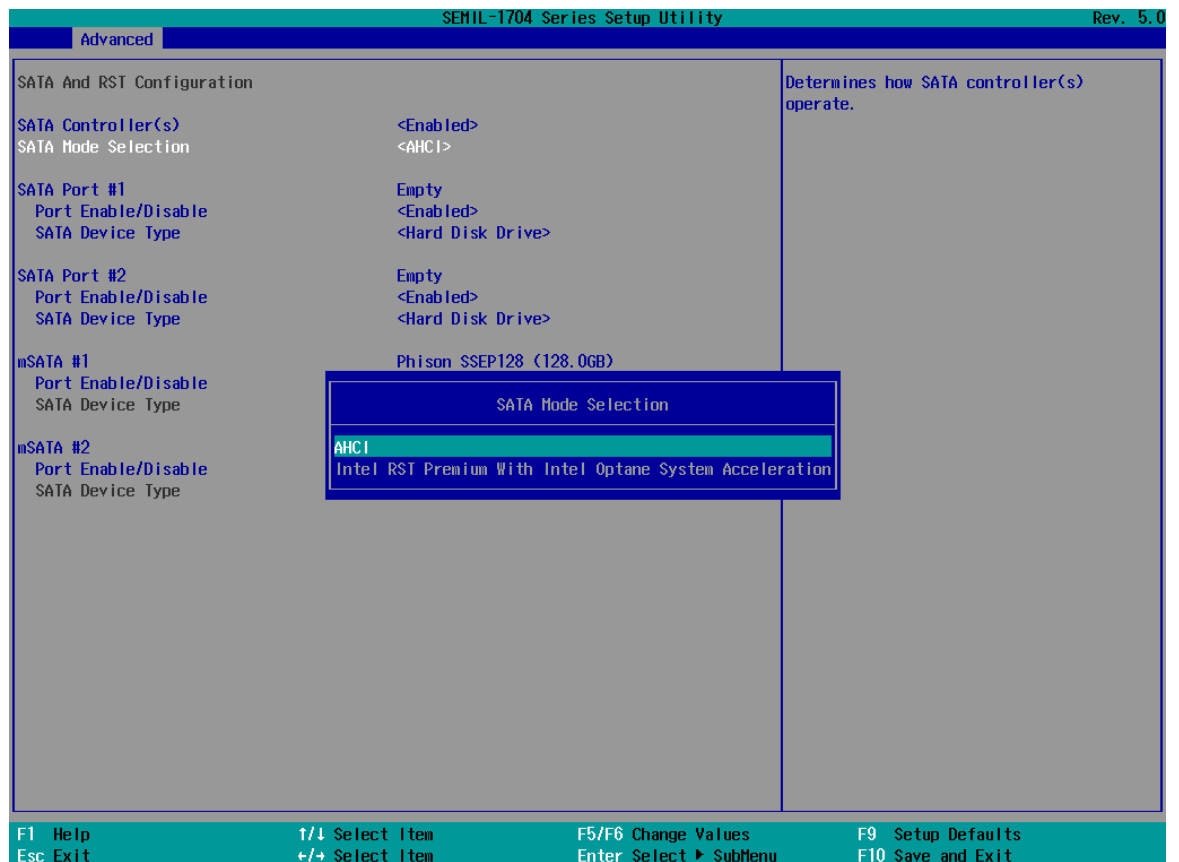 SEMIL-1704 Series Setup Utility Rev. 5.0
Advanced
SATA And RST Configuration
Determines how SATA controller(s)
operate.
SATA Controller(s) <Enabled>
SATA Mode Selection <AHCI>
SATA Port #1 Empty
Port Enable/Disable <Enabled>
SATA Device Type <Hard Disk Drive>
SATA Port #2 Empty
Port Enable/Disable <Enabled>
SATA Device Type <Hard Disk Drive>
mSATA #1 Phison SSEP128 (128.0GB)
Port Enable/Disable
SATA Device Type
mSATA #2
Port Enable/Disable
SATA Device Type
SATA Mode Selection
AHCI
Intel RST Premium With Intel Optane System Acceleration
F1 Help ↑/↓ Select Item F5/F6 Change Values F9 Setup Defaults
Esc Exit ←/→ Select Item Enter Select ▶ SubMenu F10 Save and Exit